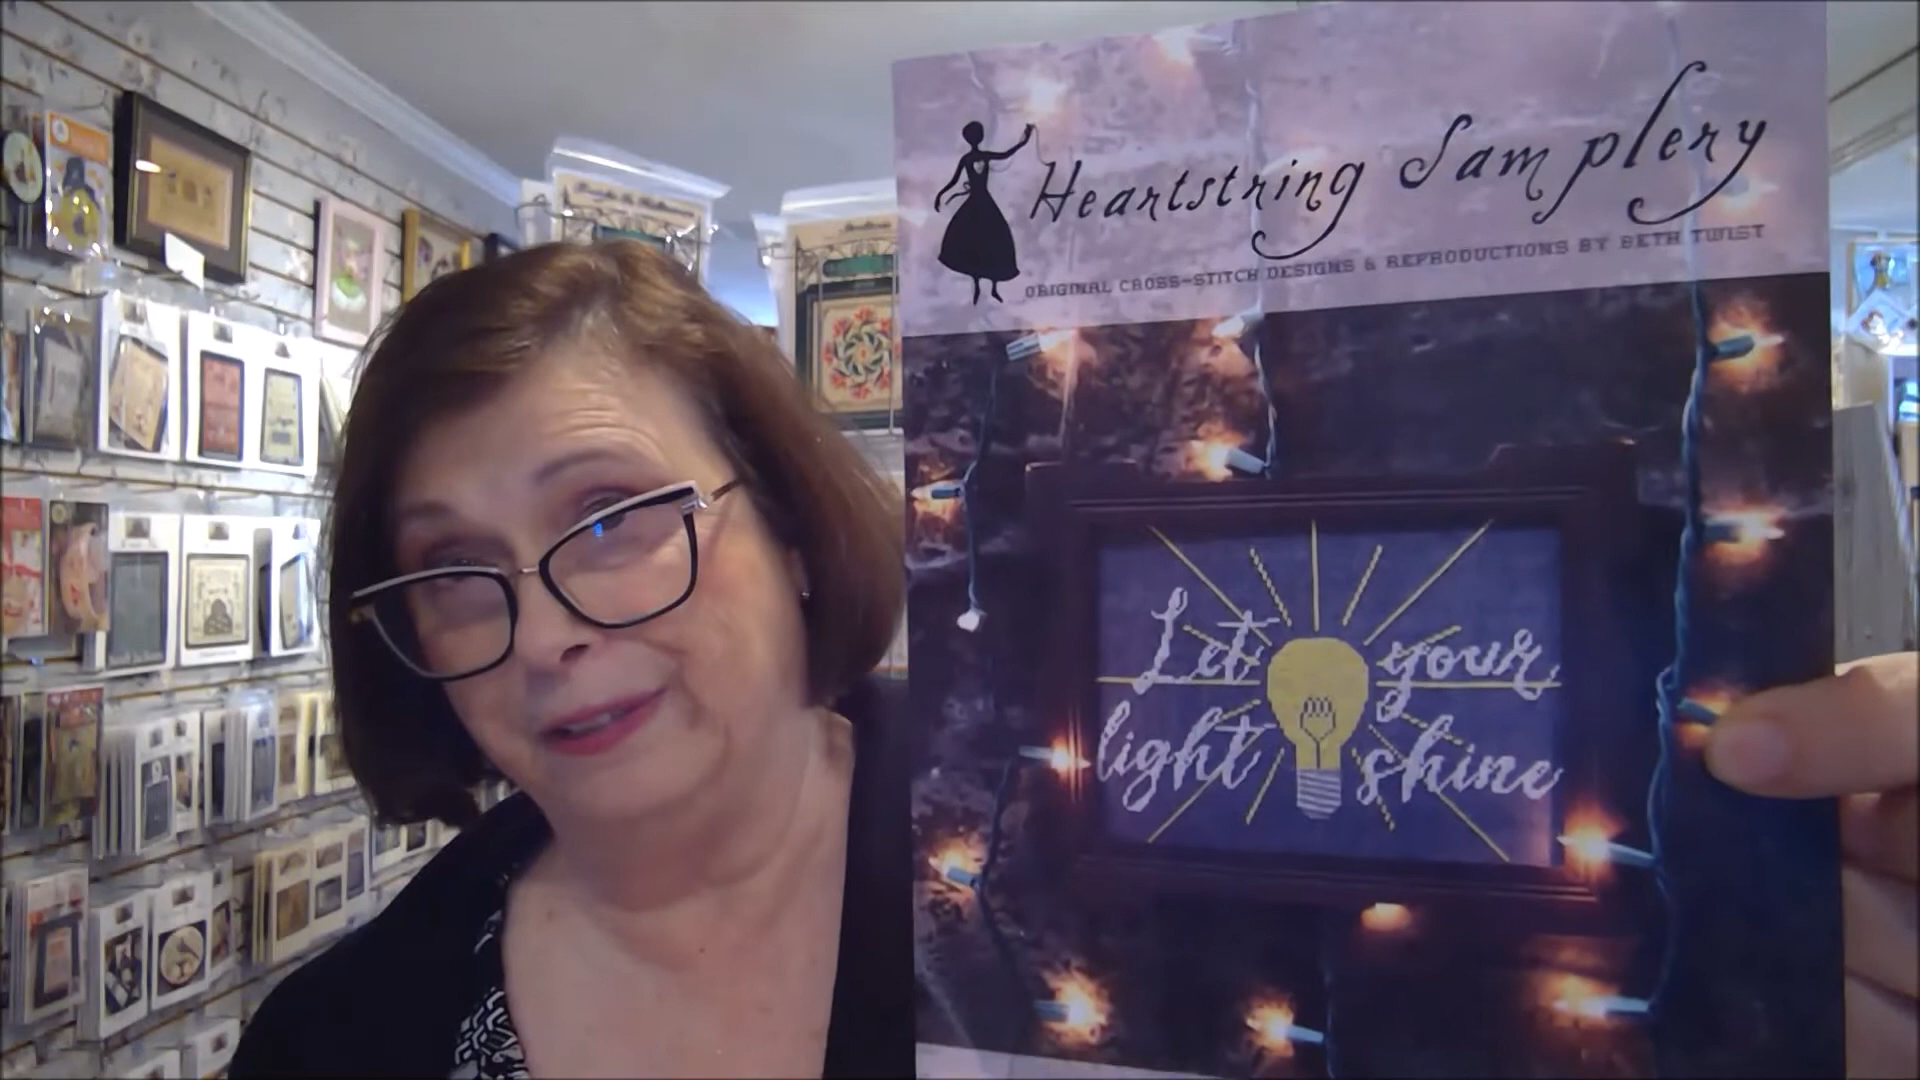 Heartstring Samplery
ORIGINAL CROSS-STITCH DESIGNS & REPRODUCTIONS BY BETH TWIST
Let your
light shine